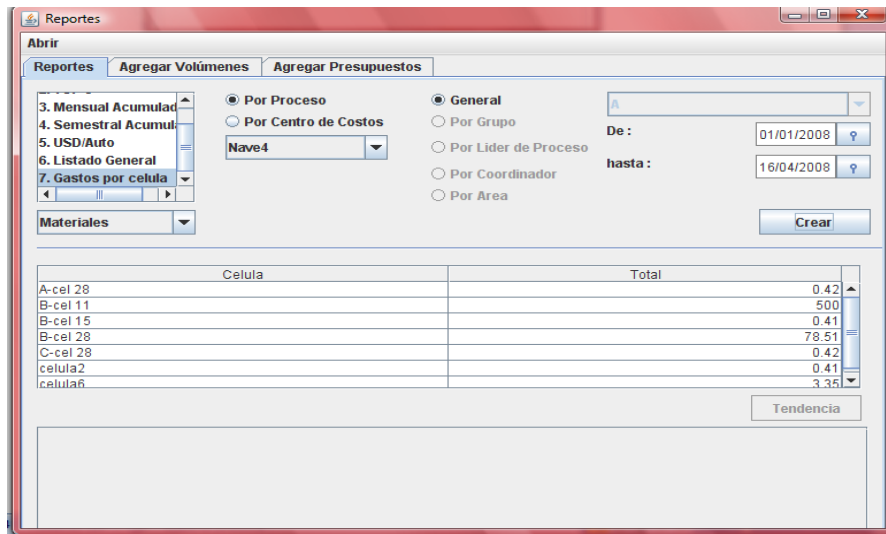 Reportes
Abrir
Reportes
Agregar Volúmenes
Agregar Presupuestos
3. Mensual Acumulad
4. Semestral Acumul
5. USD/Auto
6. Listado General
7. Gastos por celula
Materiales
Por Proceso
Por Centro de Costos
Nave4
General
Por Grupo
Por Lider de Proceso
Por Coordinador
Por Area
A
De :
01/01/2008
hasta :
16/04/2008
Crear
Celula Total
A-cel 28 0.42
B-cel 11 500
B-cel 15 0.41
B-cel 28 78.51
C-cel 28 0.42
celula2 0.41
celula6 3.35
Tendencia